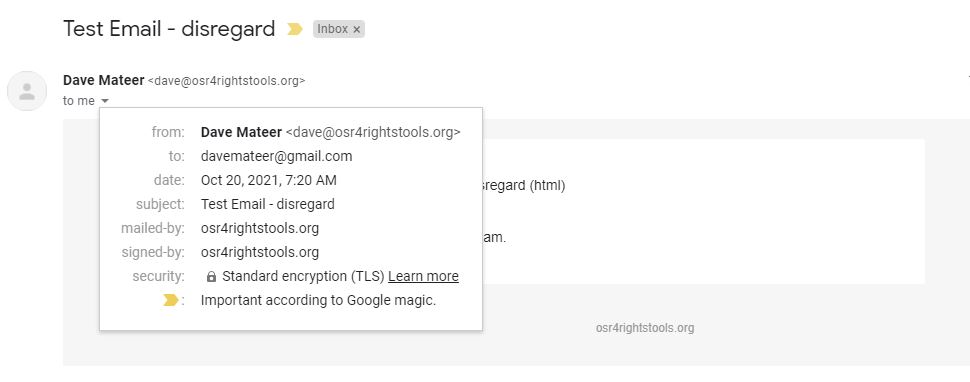 Test Email - disregard Inbox ×
Dave Mateer <dave@osr4rightstools.org>
to me
from: Dave Mateer <dave@osr4rightstools.org>
to: davemateer@gmail.com
date: Oct 20, 2021, 7:20 AM
subject: Test Email - disregard
mailed-by: osr4rightstools.org
signed-by: osr4rightstools.org
security: Standard encryption (TLS) Learn more
: Important according to Google magic.
sregard (html)
am.
osr4rightstools.org